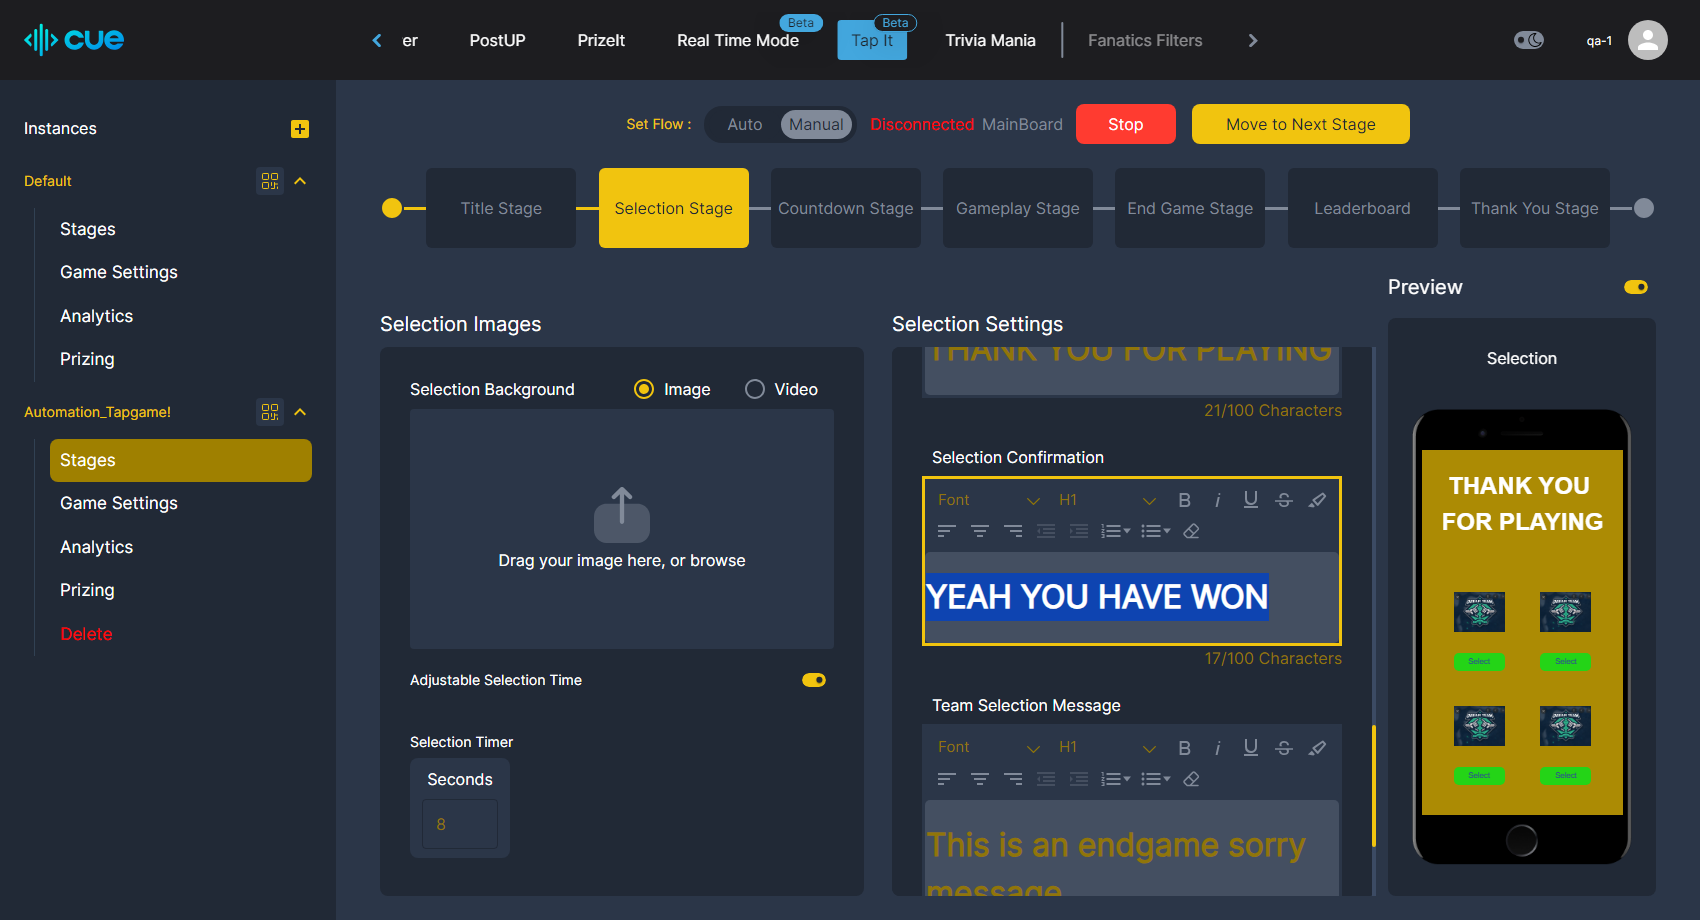 cue
er
PostUP
PrizeIt
Real Time Mode
Beta
Tap It
Beta
Trivia Mania
Fanatics Filters
qa-1
Instances
Default
Stages
Game Settings
Analytics
Prizing
Automation_Tapgame!
Stages
Game Settings
Analytics
Prizing
Delete
Set Flow :
Auto
Manual
Disconnected MainBoard
Stop
Move to Next Stage
Title Stage
Selection Stage
Countdown Stage
Gameplay Stage
End Game Stage
Leaderboard
Thank You Stage
Selection Images
Selection Background
Image
Video
Drag your image here, or browse
Adjustable Selection Time
Selection Timer
Seconds
8
Selection Settings
THANK YOU FOR PLAYING
21/100 Characters
Selection Confirmation
Font
H1
YEAH YOU HAVE WON
17/100 Characters
Team Selection Message
Font
H1
This is an endgame sorry
message
Preview
Selection
THANK YOU
FOR PLAYING
Select
Select
Select
Select